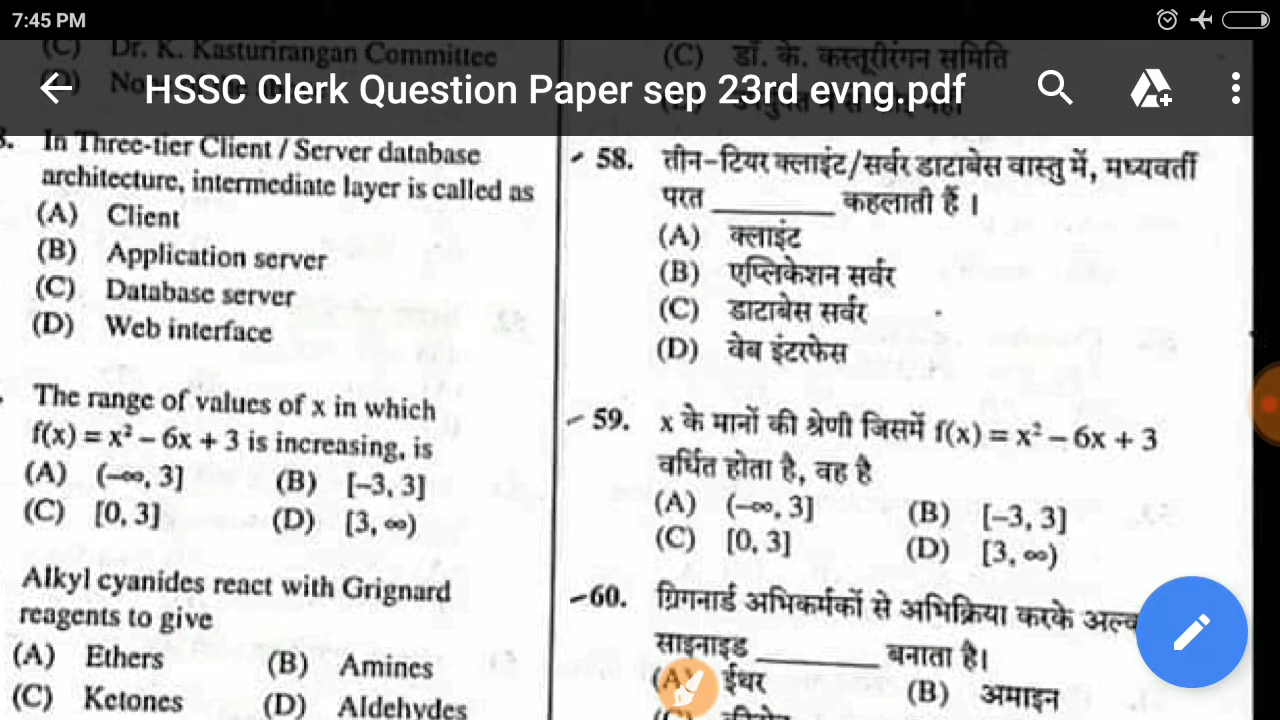 7:45 PM
(C) Dr. K. Kasturirangan Committee
HSSC Clerk Question Paper sep 23rd evng.pdf
In Three-tier Client / Server database
architecture, intermediate layer is called as
(A) Client
(B) Application server
(C) Database server
(D) Web interface
The range of values of x in which
f(x) = x² – 6x + 3 is increasing, is
(A) (–∞, 3] (B) [–3, 3]
(C) [0, 3] (D) [3, ∞)
Alkyl cyanides react with Grignard
reagents to give
(A) Ethers (B) Amines
(C) Ketones (D) Aldehydes
(C) डॉ. के. कस्तूरीरंगन समिति
58. तीन-टियर क्लाइंट/सर्वर डाटाबेस वास्तु में, मध्यवर्ती
परत ________ कहलाती हैं ।
(A) क्लाइंट
(B) एप्लिकेशन सर्वर
(C) डाटाबेस सर्वर
(D) वेब इंटरफेस
59. x के मानों की श्रेणी जिसमें f(x) = x² – 6x + 3
वर्धित होता है, वह है
(A) (–∞, 3] (B) [–3, 3]
(C) [0, 3] (D) [3, ∞)
60. ग्रिगनार्ड अभिकर्मकों से अभिक्रिया करके
साइनाइड ________ बनाता है।
(A) ईथर (B) अमाइन